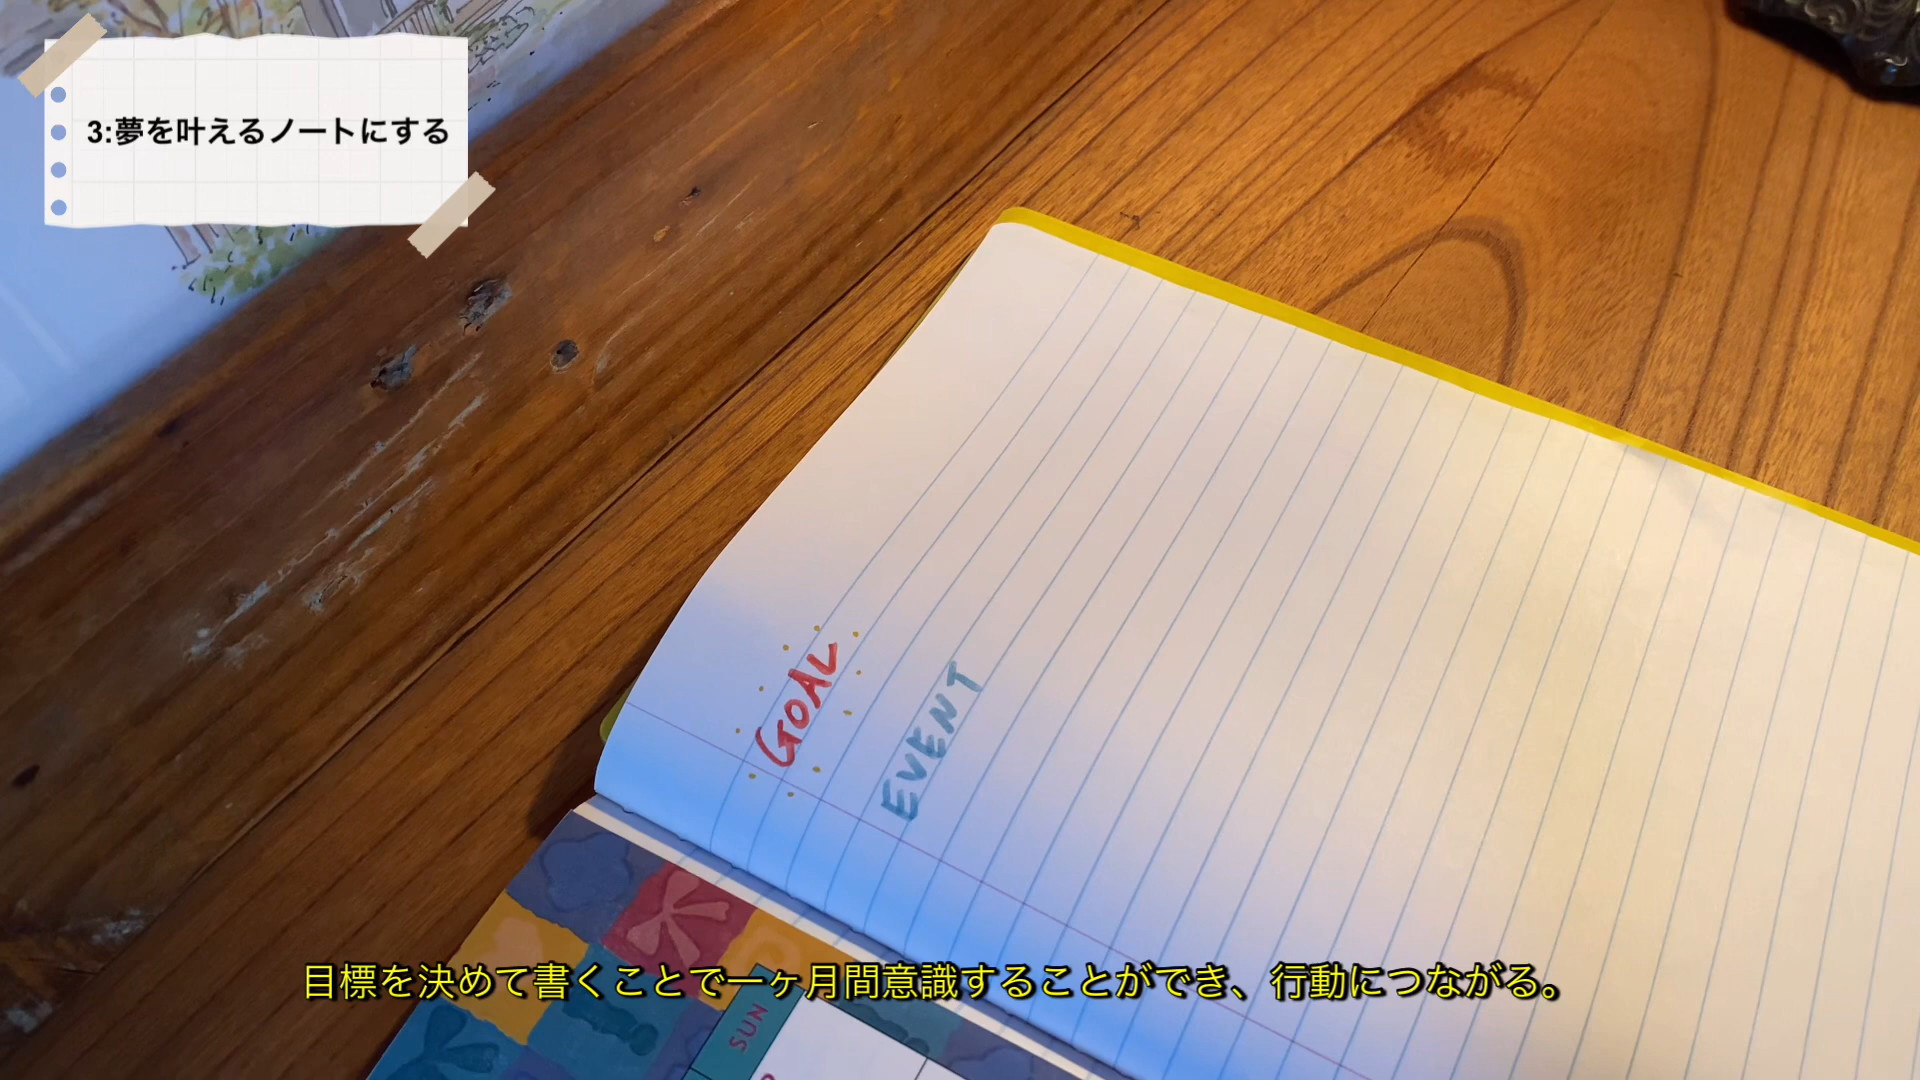 3:夢を叶えるノートにする
GOAL
EVENT
目標を決めて書くことで一ヶ月間意識することができ、行動につながる。
SUN